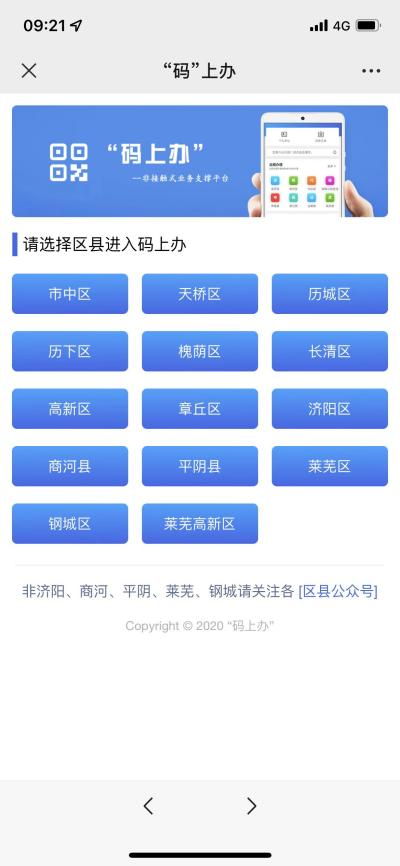 09:21
4G
“码”上办
“码上办”
--非接触式业务支撑平台
请选择区县进入码上办
市中区
天桥区
历城区
历下区
槐荫区
长清区
高新区
章丘区
济阳区
商河县
平阴县
莱芜区
钢城区
莱芜高新区
非济阳、商河、平阴、莱芜、钢城请关注各 [区县公众号]
Copyright © 2020 “码上办”